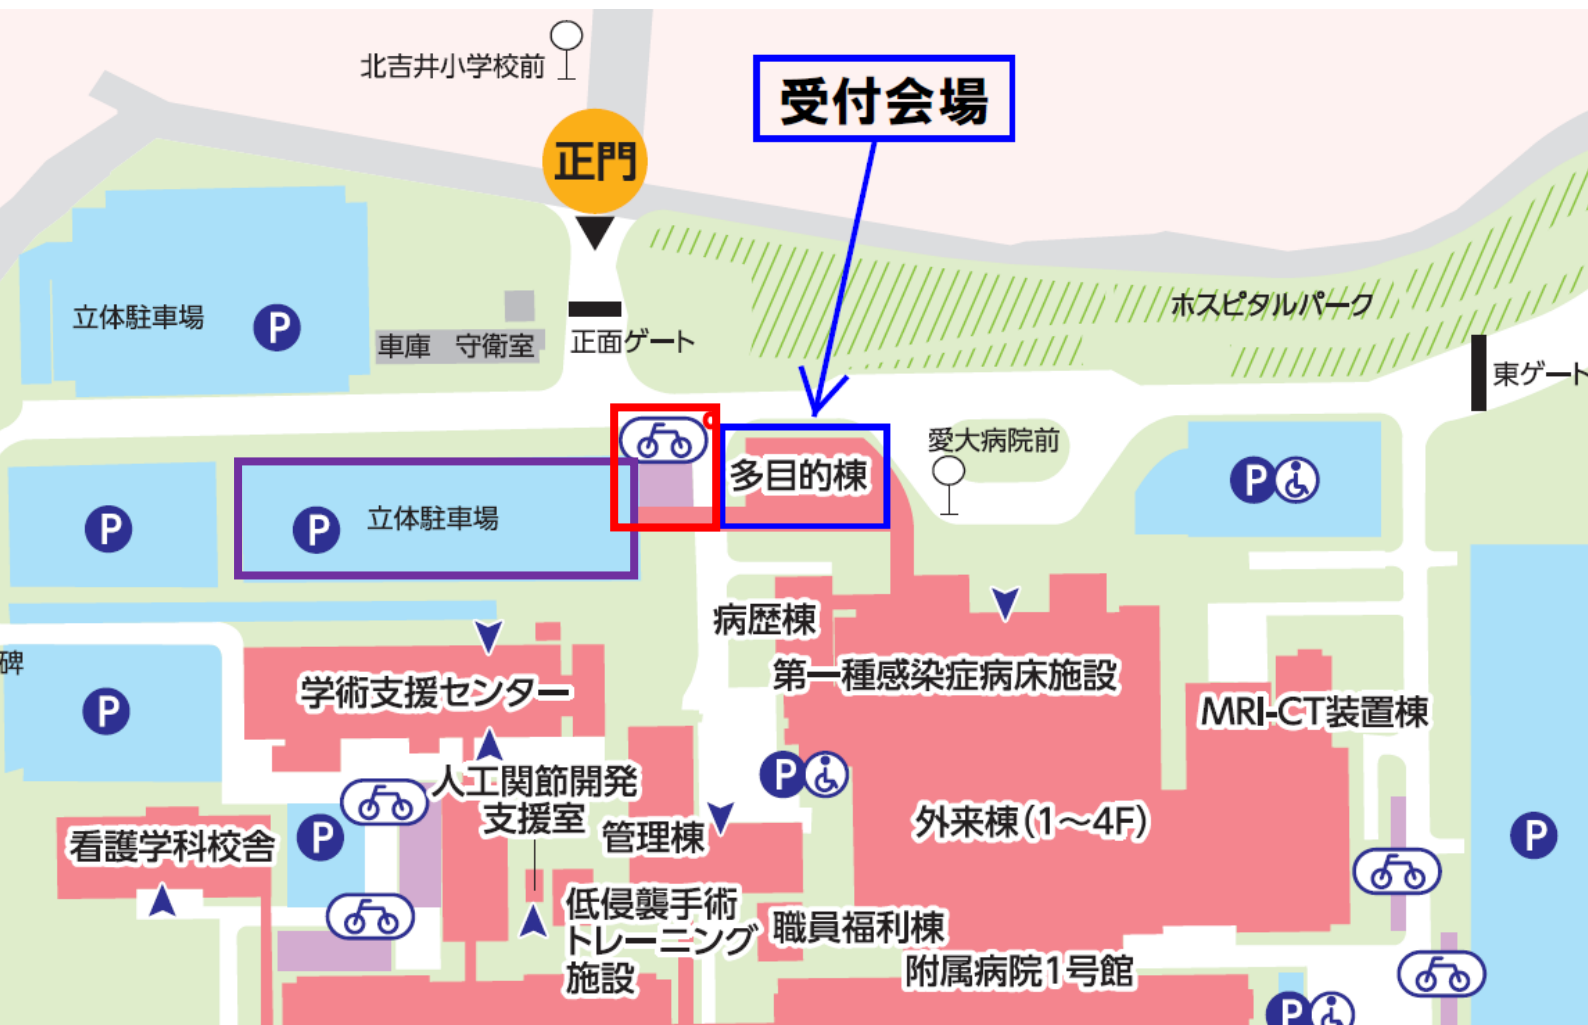 北吉井小学校前
受付会場
正門
ホスピタルパーク
立体駐車場
P
車庫 守衛室
正面ゲート
東ゲート
愛大病院前
多目的棟
P
P
立体駐車場
P
病歴棟
碑
第一種感染症病床施設
学術支援センター
P
MRI-CT装置棟
P
人工関節開発
支援室
外来棟(1〜4F)
看護学科校舎
P
管理棟
P
低侵襲手術
トレーニング
施設
職員福利棟
附属病院1号館
P